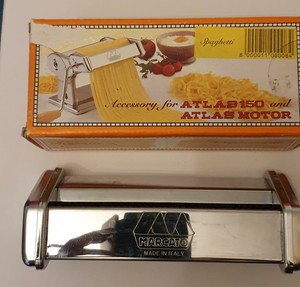 Spaghetti
Accessory, for ATLAS 150 and
ATLAS MOTOR
MARCATO
MADE IN ITALY